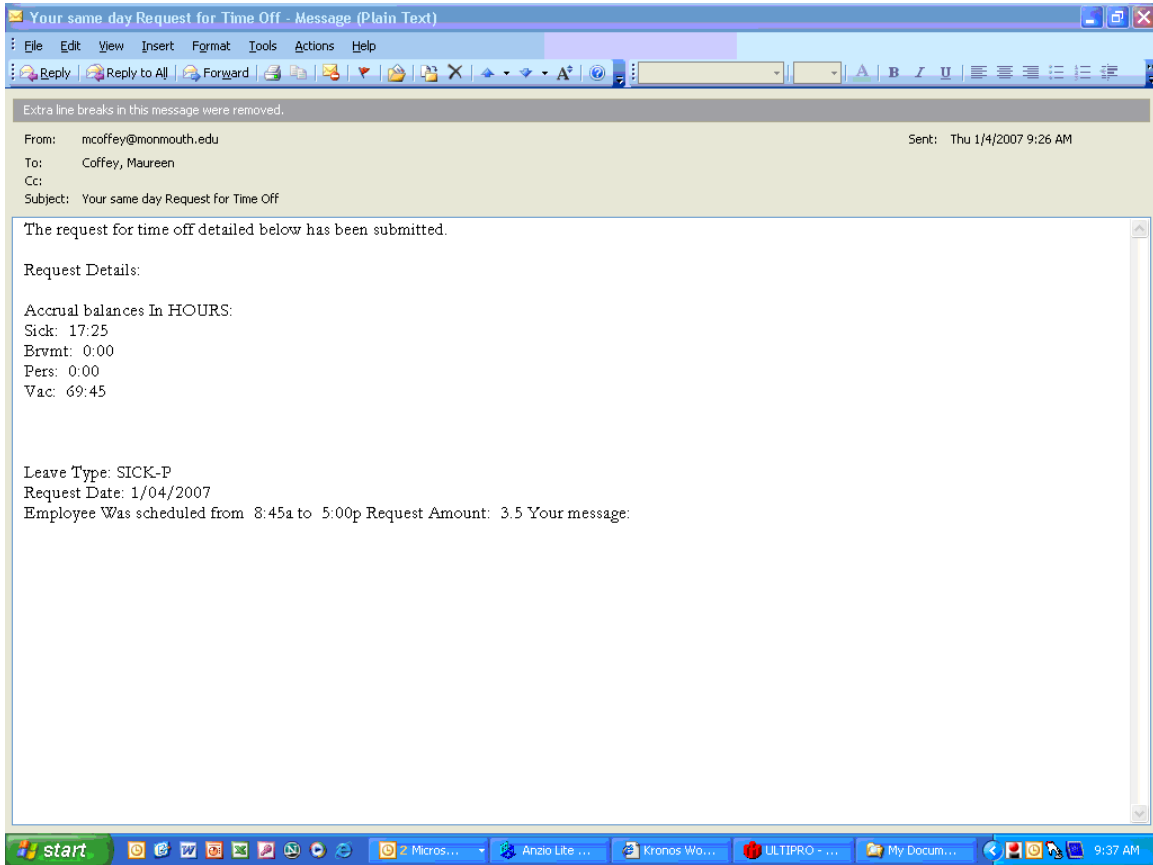 Your same day Request for Time Off - Message (Plain Text)
File Edit View Insert Format Tools Actions Help
Reply Reply to All Forward
Extra line breaks in this message were removed.
From: mcoffey@monmouth.edu Sent: Thu 1/4/2007 9:26 AM
To: Coffey, Maureen
Cc:
Subject: Your same day Request for Time Off
The request for time off detailed below has been submitted.
Request Details:
Accrual balances In HOURS:
Sick: 17:25
Brvmt: 0:00
Pers: 0:00
Vac: 69:45
Leave Type: SICK-P
Request Date: 1/04/2007
Employee Was scheduled from 8:45a to 5:00p Request Amount: 3.5 Your message:
start 2 Micros... Anzio Lite ... Kronos Wo... ULTIPRO - ... My Docum... 9:37 AM